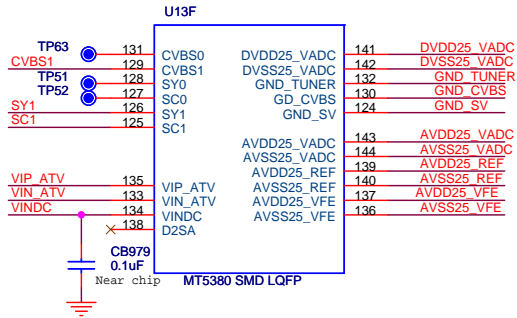 U13F
TP63 131 CVBS0 DVDD25_VADC 141 DVDD25_VADC
CVBS1 129 CVBS1 DVSS25_VADC 142 DVSS25_VADC
TP51 128 SY0 GND_TUNER 132 GND_TUNER
TP52 127 SC0 GD_CVBS 130 GND_CVBS
SY1 126 SY1 GND_SV 124 GND_SV
SC1 125 SC1
AVDD25_VADC 143 AVDD25_VADC
AVSS25_VADC 144 AVSS25_VADC
AVDD25_REF 139 AVDD25_REF
VIP_ATV 135 VIP_ATV AVSS25_REF 140 AVSS25_REF
VIN_ATV 133 VIN_ATV AVDD25_VFE 137 AVDD25_VFE
VINDC 134 VINDC AVSS25_VFE 136 AVSS25_VFE
138 D2SA
CB979
0.1uF
Near chip
MT5380 SMD LQFP